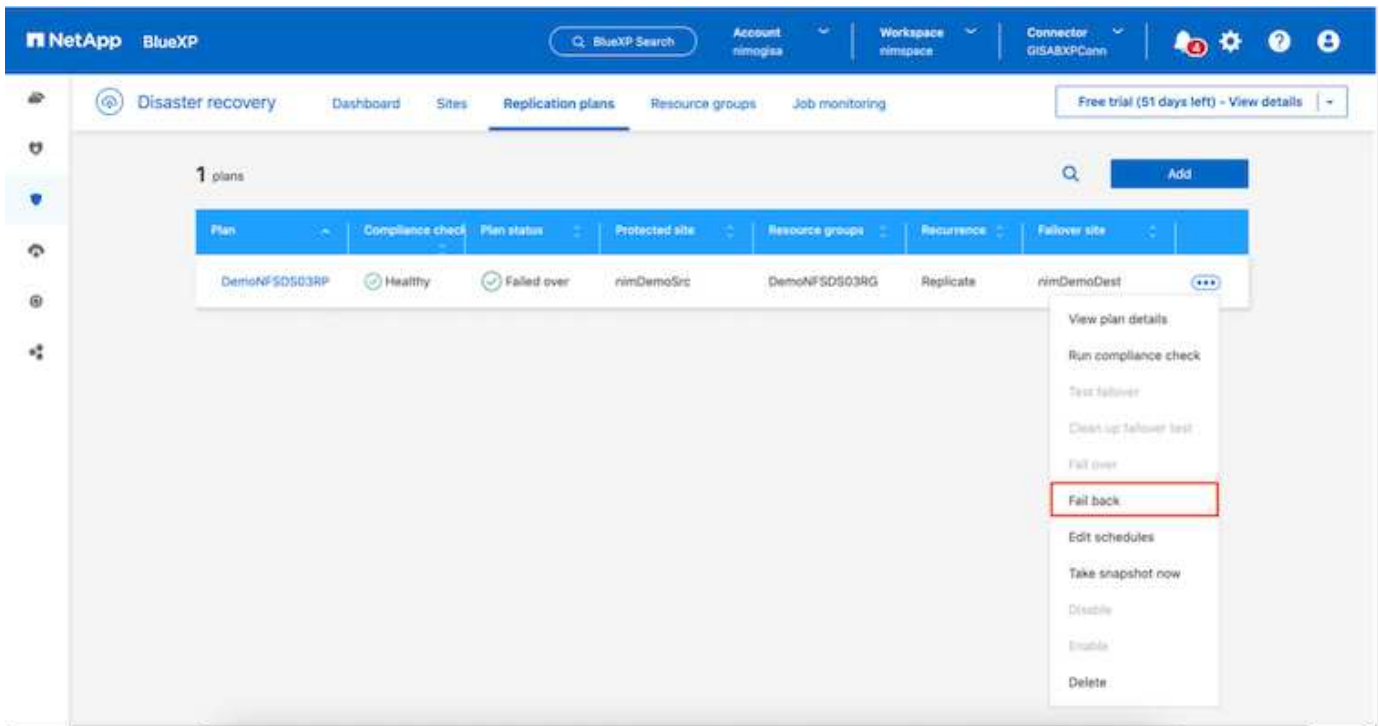 NetApp BlueXP
BlueXP Search
Account
nimogisa
Workspace
nimspace
Connector
GISABXPConn
4
Disaster recovery
Dashboard Sites Replication plans Resource groups Job monitoring
Free trial (51 days left) - View details
1 plans
Add
Plan Compliance check Plan status Protected site Resource groups Recurrence Failover site
DemoNFSDS03RP Healthy Failed over nimDemoSrc DemoNFSDS03RG Replicate nimDemoDest
View plan details
Run compliance check
Test failover
Clean up failover test
Fail over
Fail back
Edit schedules
Take snapshot now
Disable
Enable
Delete